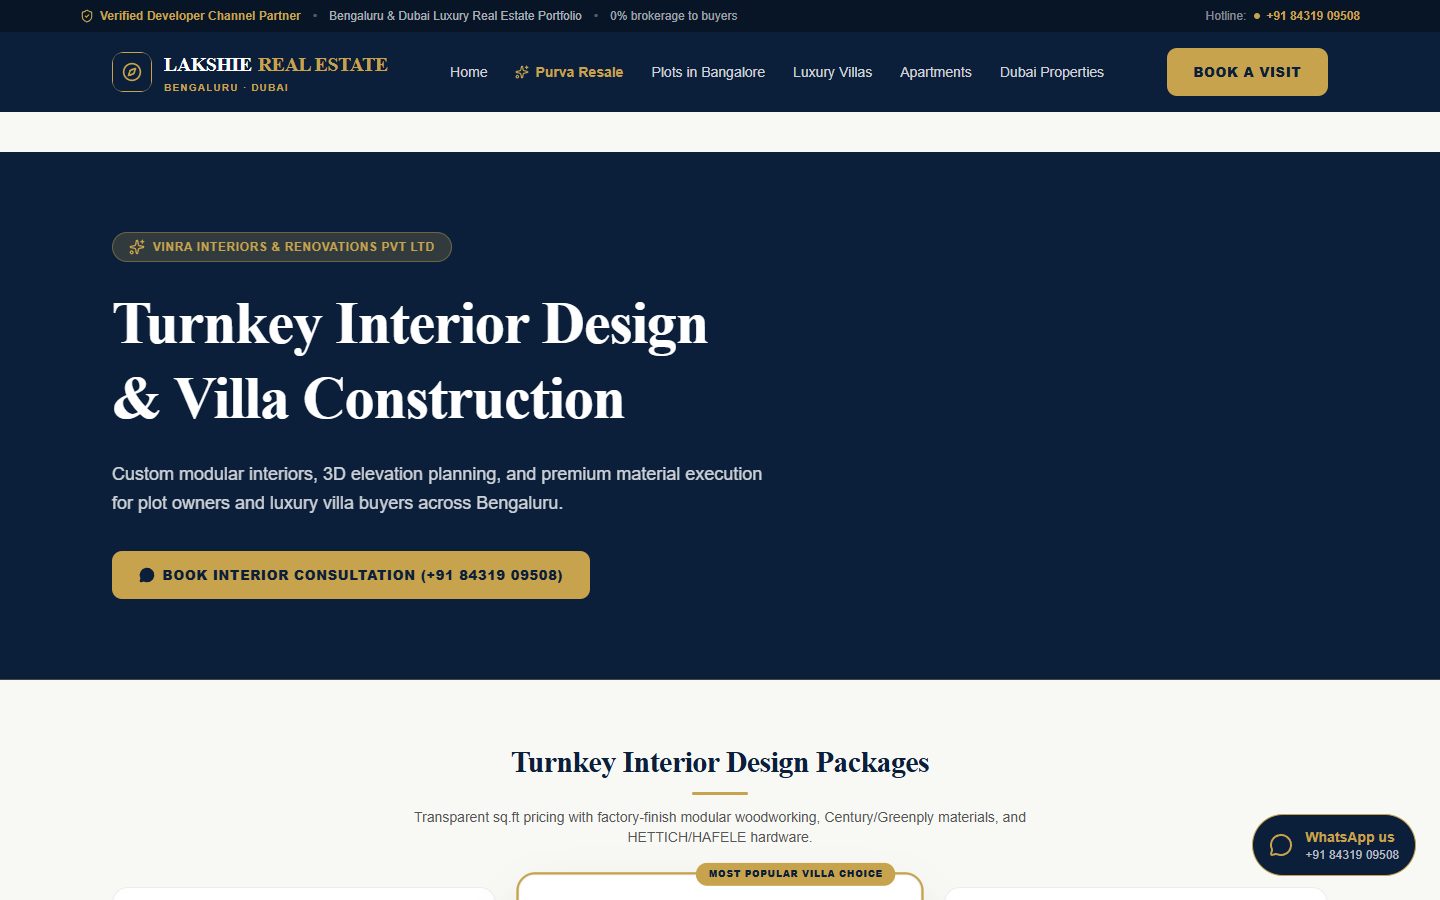 Verified Developer Channel Partner • Bengaluru & Dubai Luxury Real Estate Portfolio • 0% brokerage to buyers
Hotline: • +91 84319 09508
LAKSHIE REAL ESTATE
BENGALURU · DUBAI
Home
Purva Resale
Plots in Bangalore
Luxury Villas
Apartments
Dubai Properties
BOOK A VISIT
VINRA INTERIORS & RENOVATIONS PVT LTD
Turnkey Interior Design
& Villa Construction
Custom modular interiors, 3D elevation planning, and premium material execution
for plot owners and luxury villa buyers across Bengaluru.
BOOK INTERIOR CONSULTATION (+91 84319 09508)
Turnkey Interior Design Packages
Transparent sq.ft pricing with factory-finish modular woodworking, Century/Greenply materials, and
HETTICH/HAFELE hardware.
MOST POPULAR VILLA CHOICE
WhatsApp us
+91 84319 09508